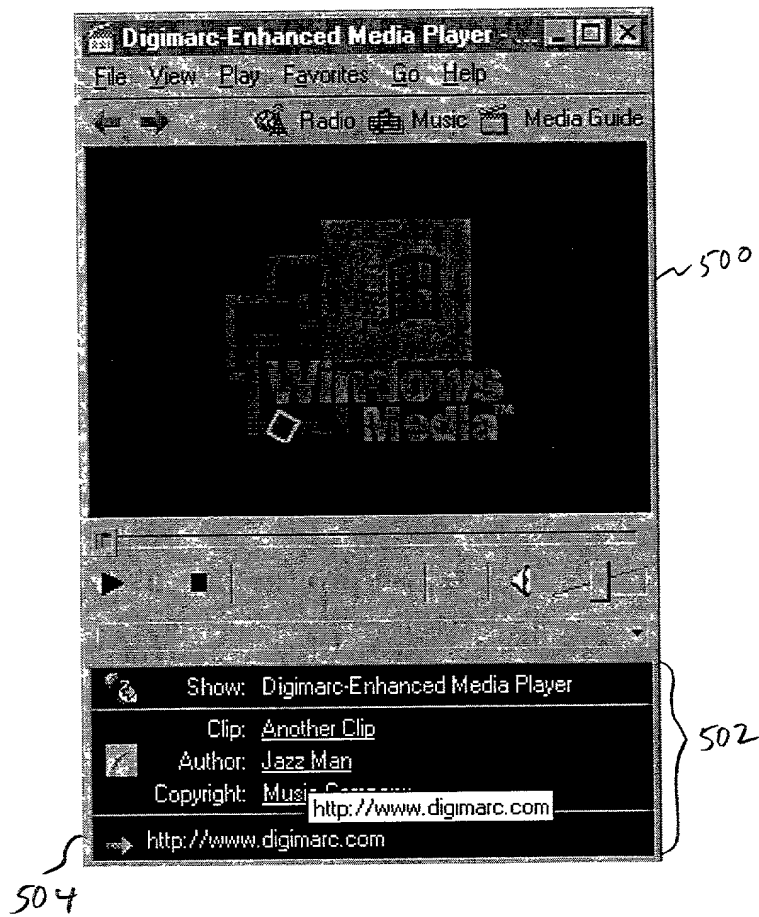 Digimarc-Enhanced Media Player - ...
File View Play Favorites Go Help
Radio Music Media Guide
500
Windows
Media™
Show: Digimarc-Enhanced Media Player
Clip: Another Clip
Author: Jazz Man
Copyright: Music
http://www.digimarc.com
http://www.digimarc.com
502
504